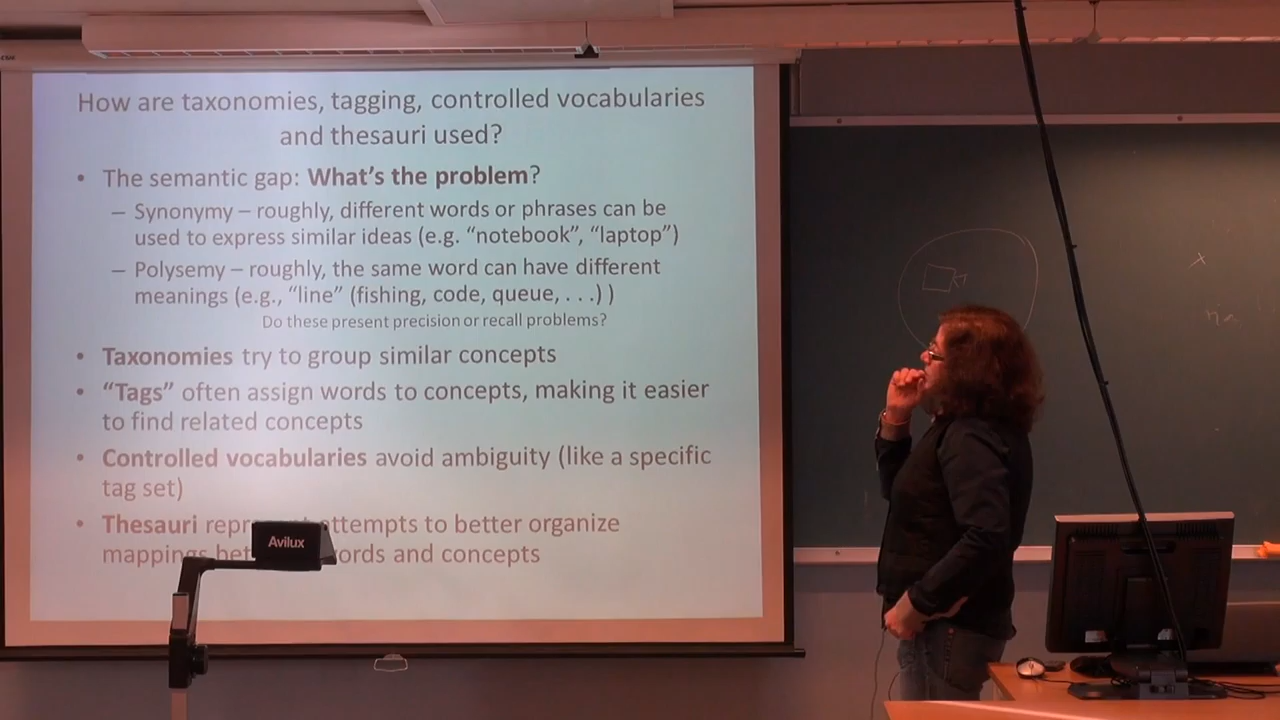 How are taxonomies, tagging, controlled vocabularies
and thesauri used?
• The semantic gap: What's the problem?
– Synonymy – roughly, different words or phrases can be
used to express similar ideas (e.g. “notebook”, “laptop”)
– Polysemy – roughly, the same word can have different
meanings (e.g., “line” (fishing, code, queue, . . .) )
Do these present precision or recall problems?
• Taxonomies try to group similar concepts
• “Tags” often assign words to concepts, making it easier
to find related concepts
• Controlled vocabularies avoid ambiguity (like a specific
tag set)
• Thesauri attempts to better organize
mappings words and concepts
Avilux